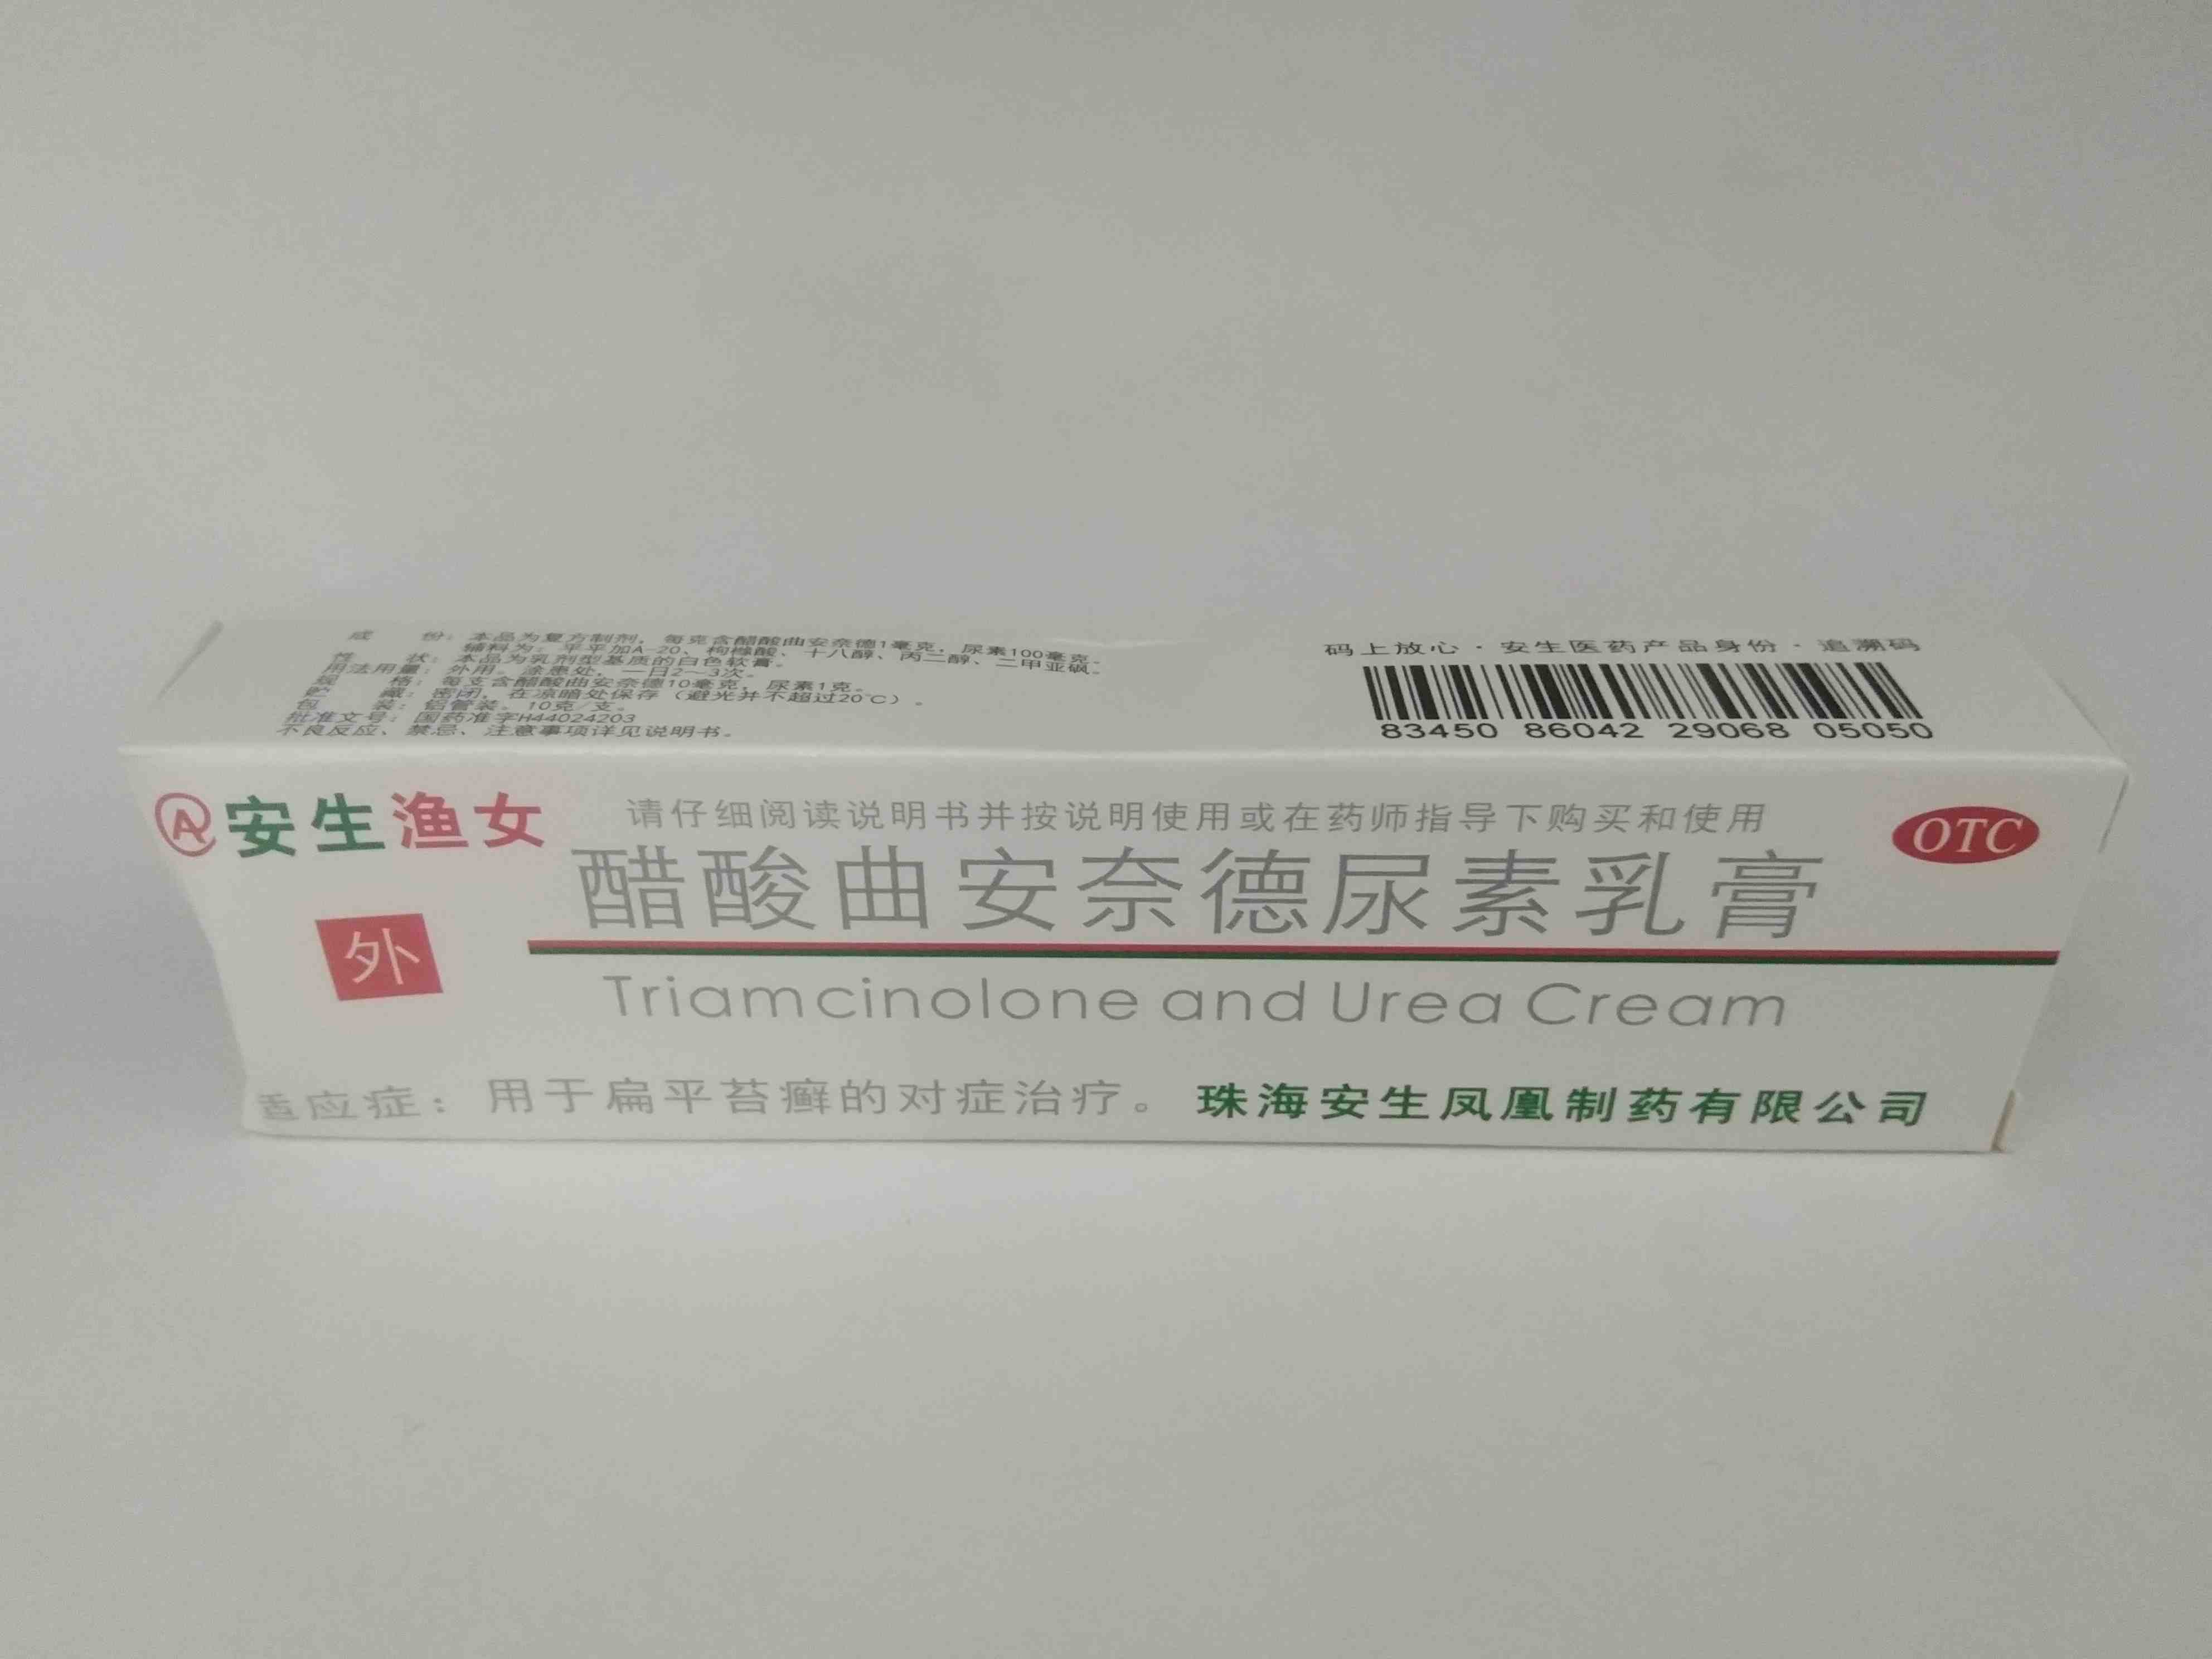 成 份：本品为复方制剂，每克含醋酸曲安奈德1毫克，尿素100毫克。
辅料为：平平加A-20、枸橼酸、十八醇、丙二醇、二甲亚砜。
性 状：本品为乳剂型基质的白色软膏。
用法用量：外用。涂患处，一日2～3次。
规 格：每支含醋酸曲安奈德10毫克，尿素1克。
贮 藏：密闭，在凉暗处保存（避光并不超过20℃）。
包 装：铝管装。10克/支。
批准文号：国药准字H44024203
不良反应、禁忌、注意事项详见说明书。
码上放心·安生医药产品身份·追溯码
83450 86042 29068 05050
安生渔女
请仔细阅读说明书并按说明使用或在药师指导下购买和使用
OTC
醋酸曲安奈德尿素乳膏
外
Triamcinolone and Urea Cream
适应症：用于扁平苔癣的对症治疗。
珠海安生凤凰制药有限公司